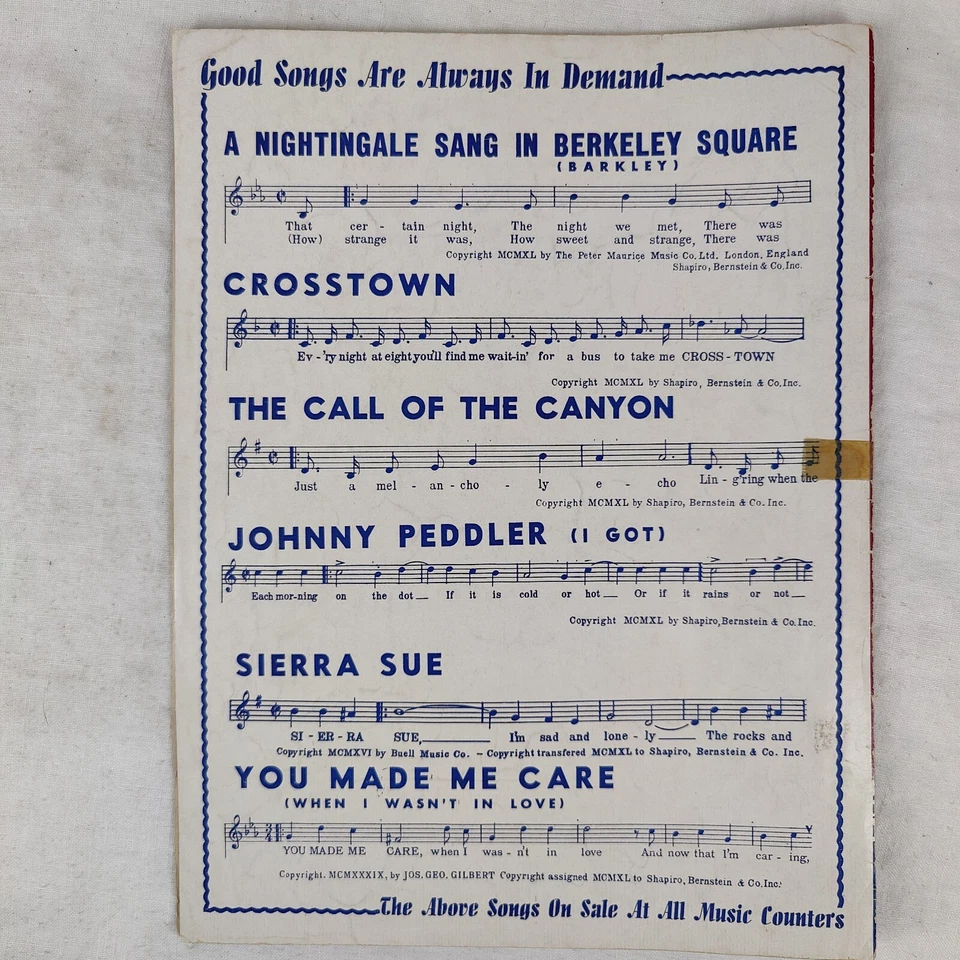 Good Songs Are Always In Demand
A NIGHTINGALE SANG IN BERKELEY SQUARE
(BARKLEY)
That cer - tain night, The night we met, There was
(How) strange it was, How sweet and strange, There was
Copyright MCMXL by The Peter Maurice Music Co. Ltd. London, England
Shapiro, Bernstein & Co. Inc.
CROSSTOWN
Ev - 'ry night at eight you'll find me wait-in' for a bus to take me CROSS - TOWN
Copyright MCMXL by Shapiro, Bernstein & Co. Inc.
THE CALL OF THE CANYON
Just a mel - an - cho - ly e - cho Lin - g'ring when the
Copyright MCMXL by Shapiro, Bernstein & Co. Inc.
JOHNNY PEDDLER (I GOT)
Each mor-ning on the dot If it is cold or hot Or if it rains or not
Copyright MCMXL by Shapiro, Bernstein & Co. Inc.
SIERRA SUE
SI - ER - RA SUE, I'm sad and lone - ly The rocks and
Copyright MCMXVI by Buell Music Co. - Copyright transfered MCMXL to Shapiro, Bernstein & Co. Inc.
YOU MADE ME CARE
(WHEN I WASN'T IN LOVE)
3/4
YOU MADE ME CARE, when I was - n't in love And now that I'm car - ing,
Copyright. MCMXXXIX, by JOS. GEO. GILBERT Copyright assigned MCMXL to Shapiro, Bernstein & Co. Inc.
The Above Songs On Sale At All Music Counters